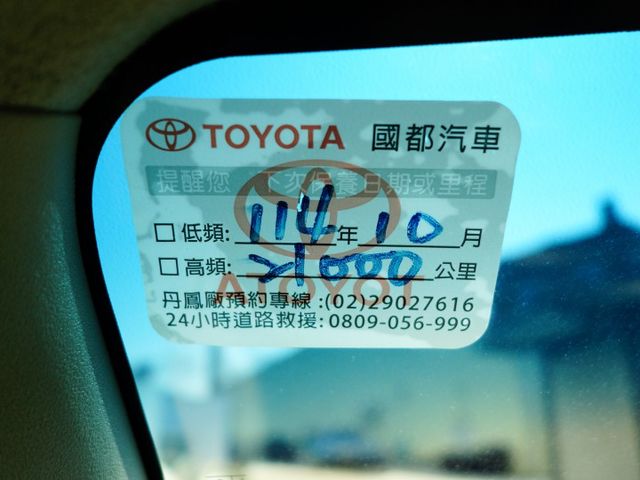 TOYOTA 國都汽車
提醒您 下次保養日期或里程
低頻: 114 年 10 月
高頻: 21000 公里
丹鳳廠預約專線:(02)29027616
24小時道路救援:0809-056-999